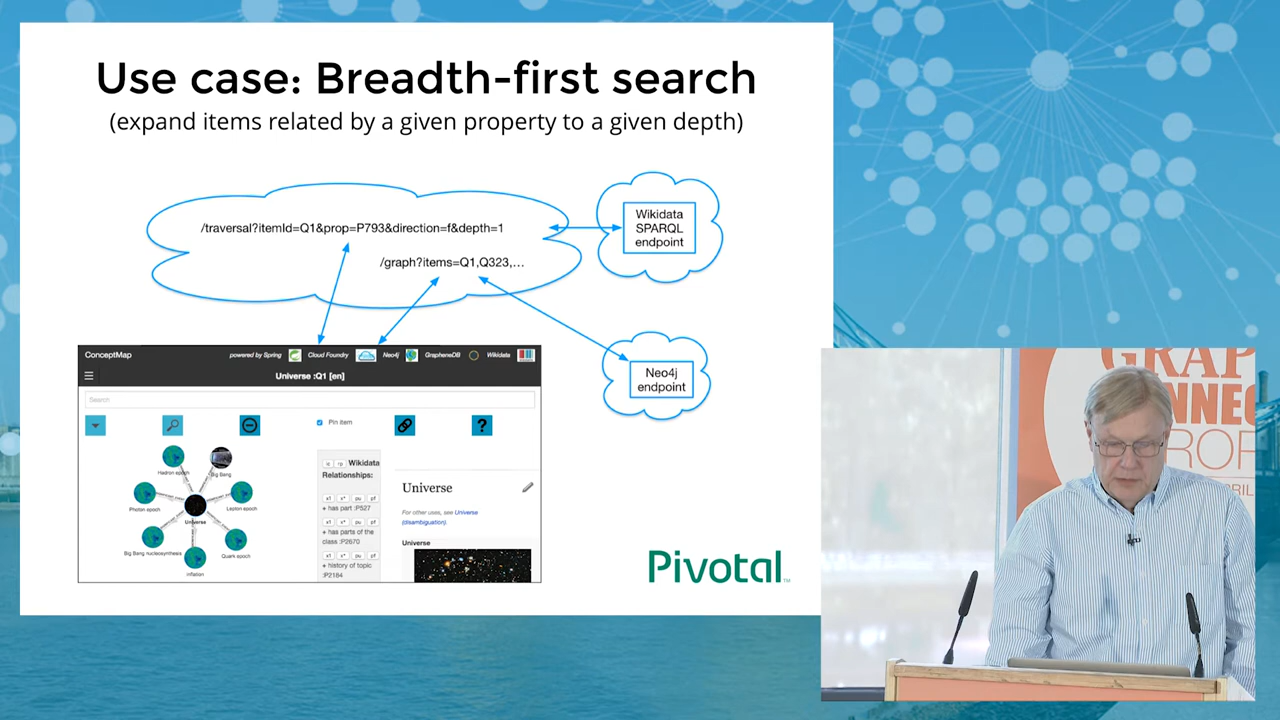 Use case: Breadth-first search
(expand items related by a given property to a given depth)
/traversal?itemId=Q1&prop=P793&direction=f&depth=1
/graph?items=Q1,Q323,...
Wikidata
SPARQL
endpoint
Neo4j
endpoint
ConceptMap
powered by Spring
Cloud Foundry
Neo4j
GrapheneDB
Wikidata
Universe :Q1 [en]
Search
Pin item
?
Hadron epoch
Big Bang
Photon epoch
Lepton epoch
Universe
Big Bang nucleosynthesis
Quark epoch
inflation
Wikidata
Relationships:
+ has part :P527
+ has parts of the
class :P2670
+ history of topic
:P2184
Universe
For other uses, see Universe
(disambiguation).
Universe
Pivotal™
GRAP
NNEC
ROP